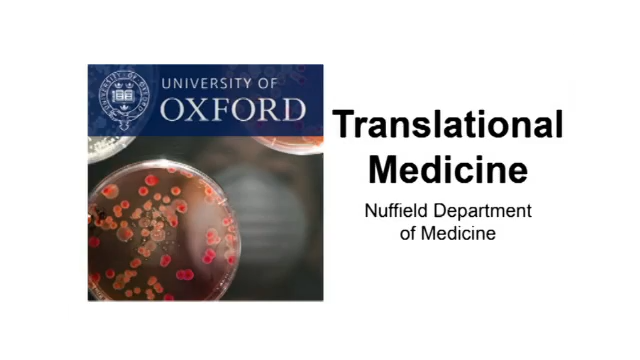 UNIVERSITY OF
OXFORD
Translational
Medicine
Nuffield Department
of Medicine